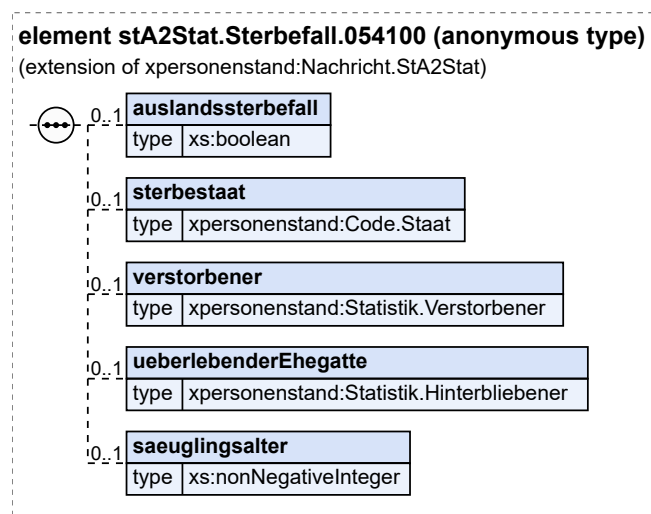 element stA2Stat.Sterbefall.054100 (anonymous type)
(extension of xpersonenstand:Nachricht.StA2Stat)
0..1 auslandssterbefall
type xs:boolean
0..1 sterbestaat
type xpersonenstand:Code.Staat
0..1 verstorbener
type xpersonenstand:Statistik.Verstorbener
0..1 ueberlebenderEhegatte
type xpersonenstand:Statistik.Hinterbliebener
0..1 saeuglingsalter
type xs:nonNegativeInteger